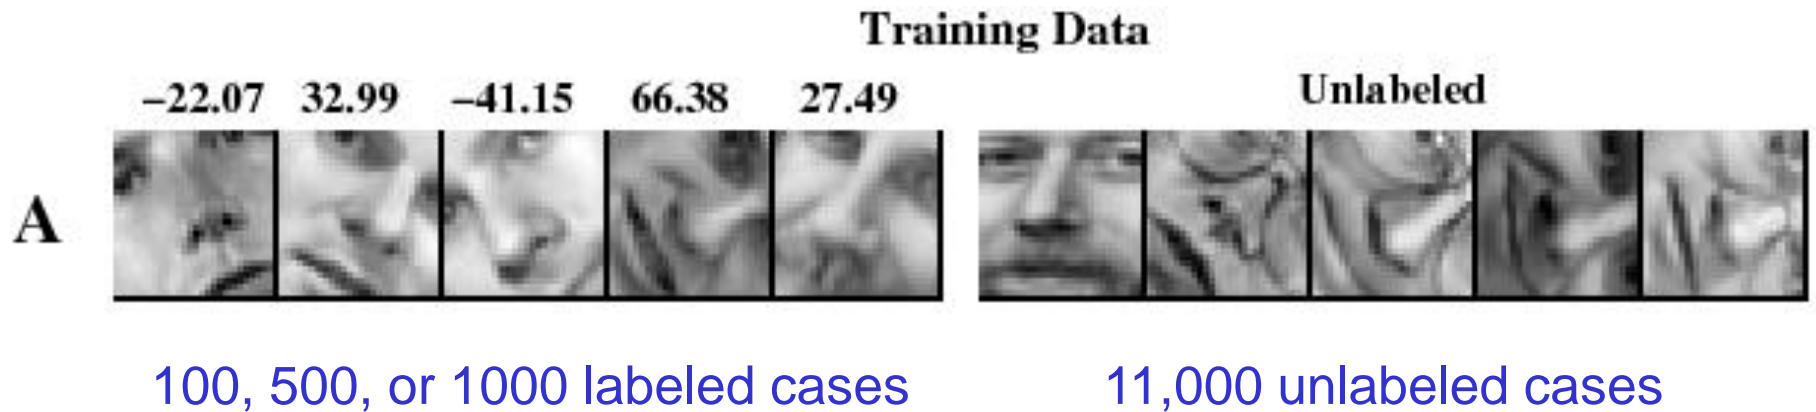 Training Data
−22.07 32.99 −41.15 66.38 27.49 Unlabeled
A
100, 500, or 1000 labeled cases 11,000 unlabeled cases